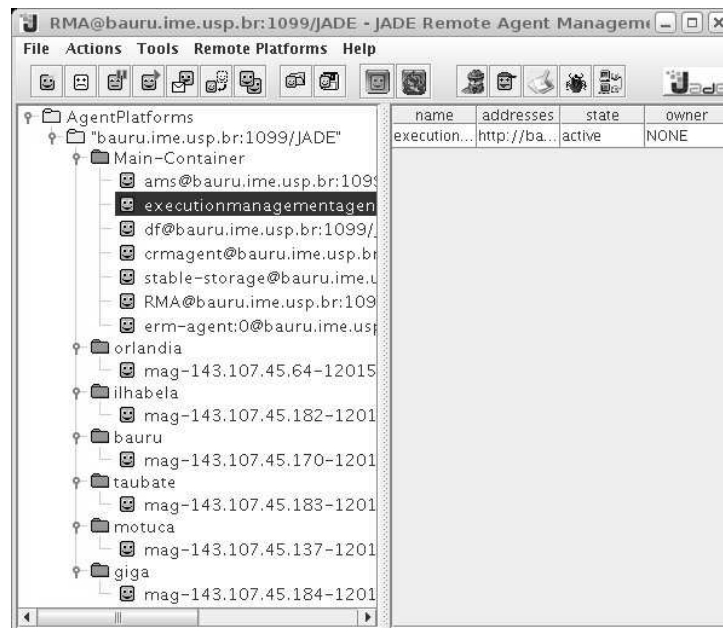 RMA@bauru.ime.usp.br:1099/JADE - JADE Remote Agent Manageme
File Actions Tools Remote Platforms Help
Jade
AgentPlatforms
"bauru.ime.usp.br:1099/JADE"
Main-Container
ams@bauru.ime.usp.br:109
executionmanagementagen
df@bauru.ime.usp.br:1099/J
crmagent@bauru.ime.usp.br
stable-storage@bauru.ime.u
RMA@bauru.ime.usp.br:109
erm-agent:0@bauru.ime.usp
orlandia
mag-143.107.45.64-12015
ilhabela
mag-143.107.45.182-1201
bauru
mag-143.107.45.170-1201
taubate
mag-143.107.45.183-1201
motuca
mag-143.107.45.137-1201
giga
mag-143.107.45.184-1201
name addresses state owner
execution... http://ba... active NONE